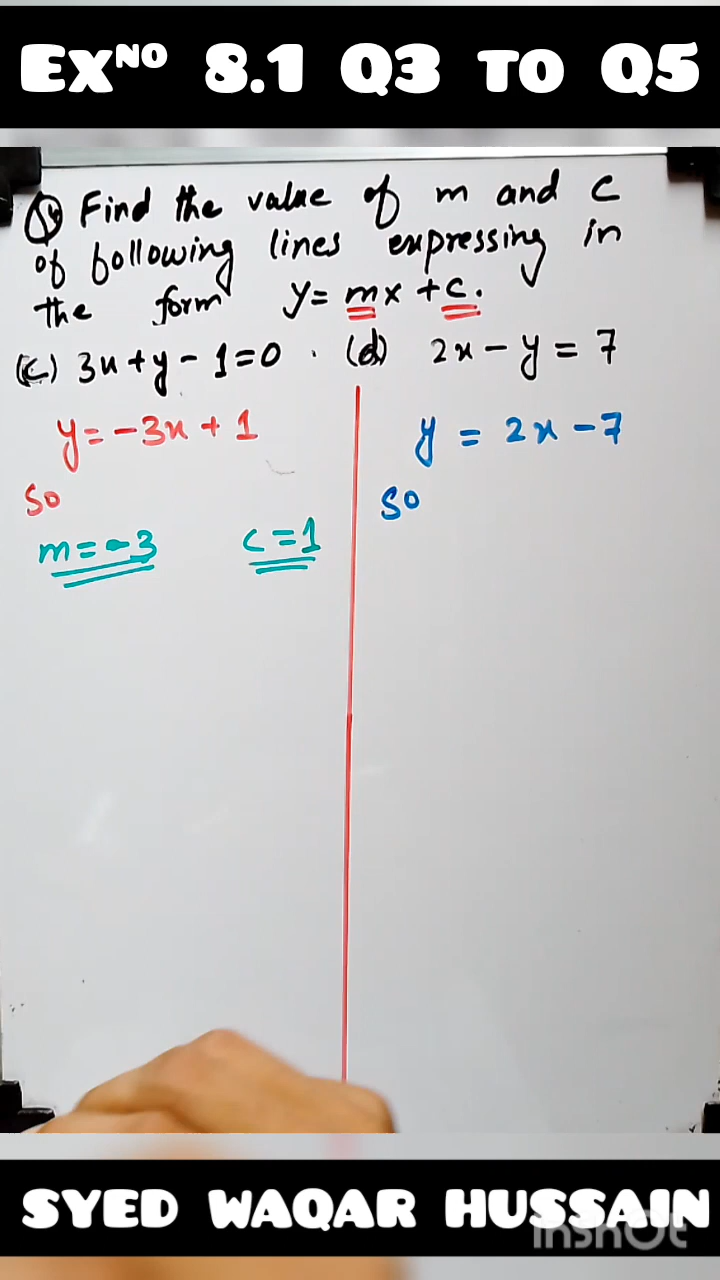 EXNO 8.1 Q3 TO Q5
Q4 Find the value of m and c
of following lines expressing in
the form y = mx + c.
(c) 3x + y - 1 = 0 . (d) 2x - y = 7
y = -3x + 1
So
m = -3 c = 1
y = 2x - 7
So
SYED WAQAR HUSSAIN
InShOt